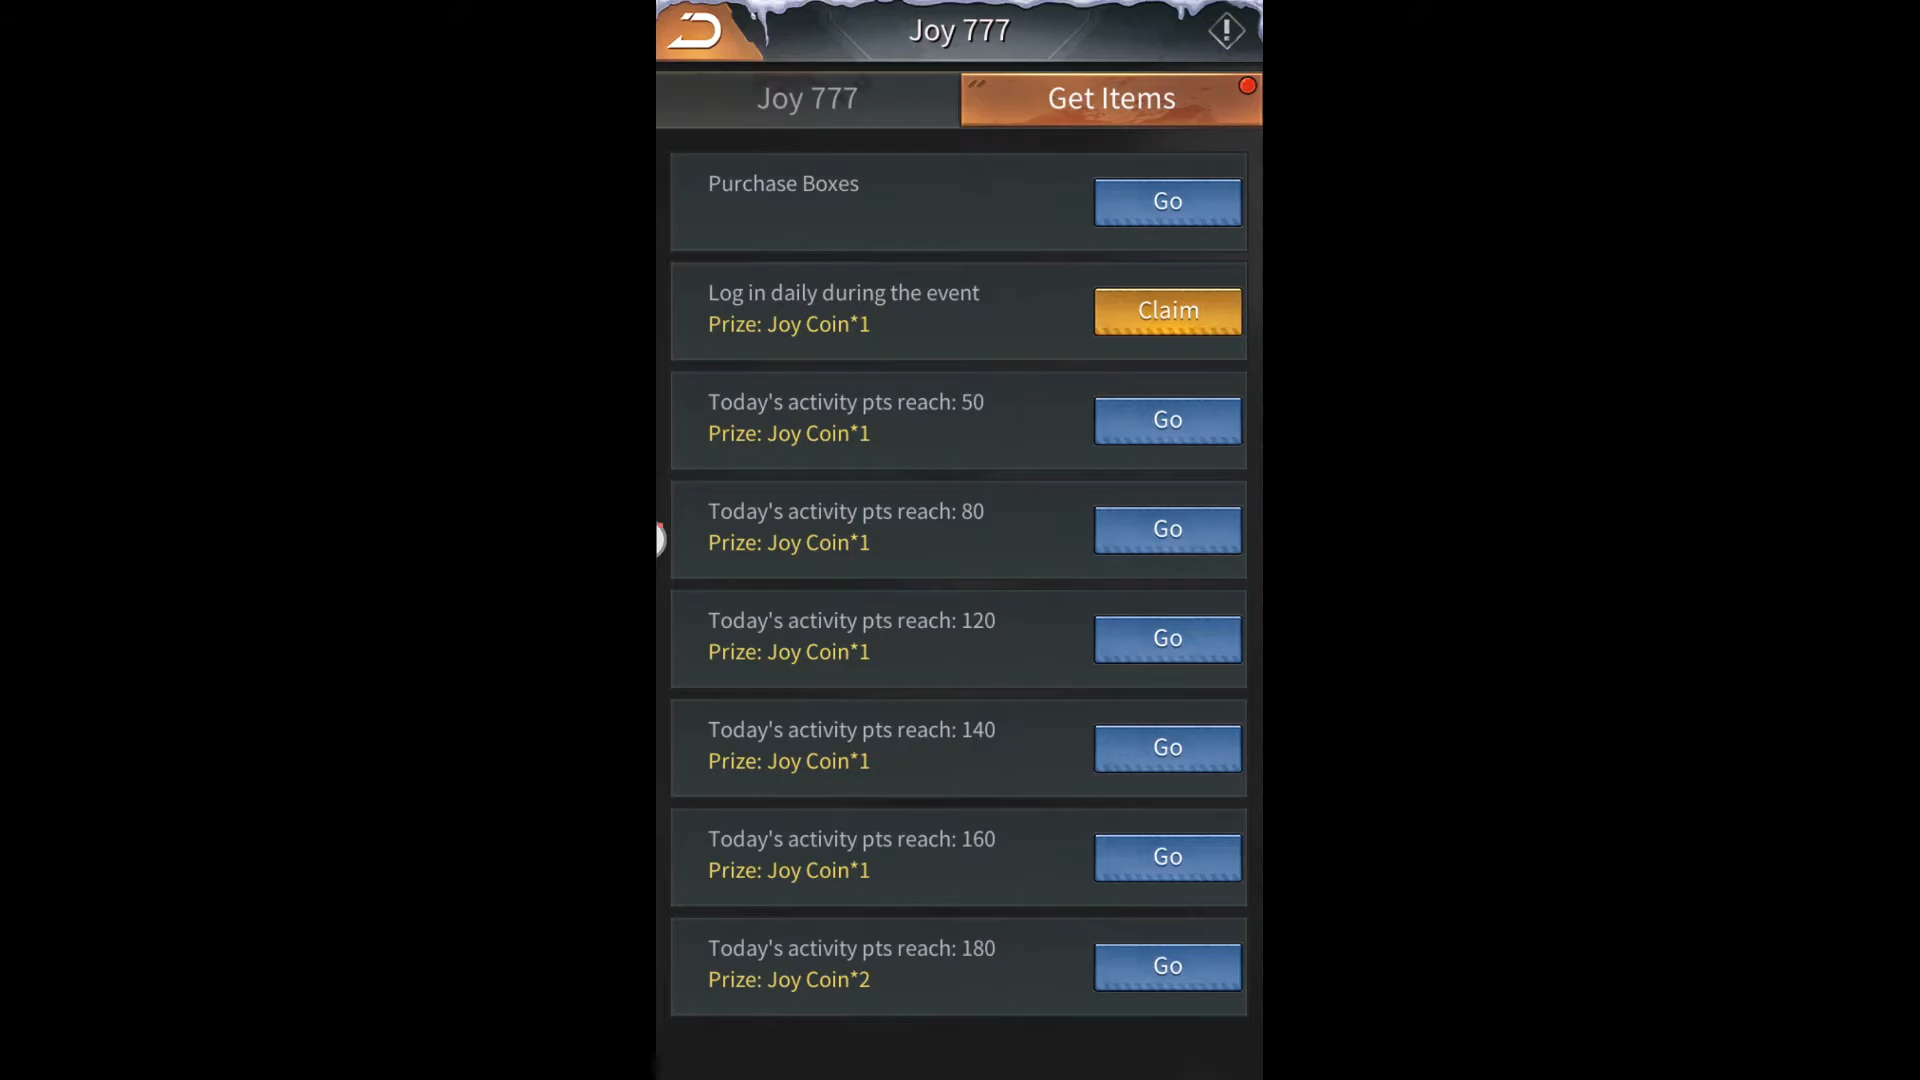 Joy 777
Joy 777
Get Items
Purchase Boxes
Go
Log in daily during the event
Prize: Joy Coin*1
Claim
Today's activity pts reach: 50
Prize: Joy Coin*1
Go
Today's activity pts reach: 80
Prize: Joy Coin*1
Go
Today's activity pts reach: 120
Prize: Joy Coin*1
Go
Today's activity pts reach: 140
Prize: Joy Coin*1
Go
Today's activity pts reach: 160
Prize: Joy Coin*1
Go
Today's activity pts reach: 180
Prize: Joy Coin*2
Go